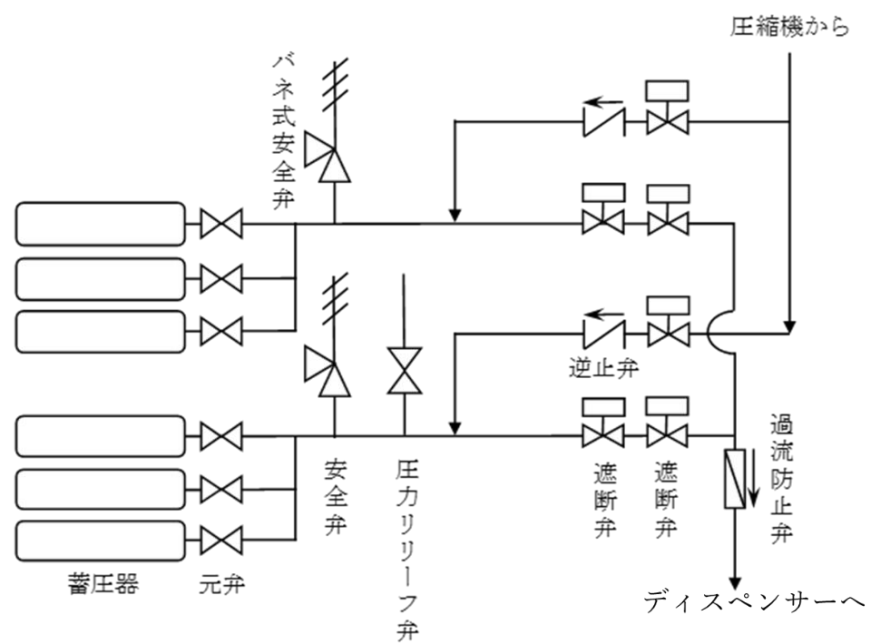 圧縮機から
バネ式安全弁
逆止弁
安全弁
圧力リリーフ弁
遮断弁
遮断弁
過流防止弁
蓄圧器
元弁
ディスペンサーへ